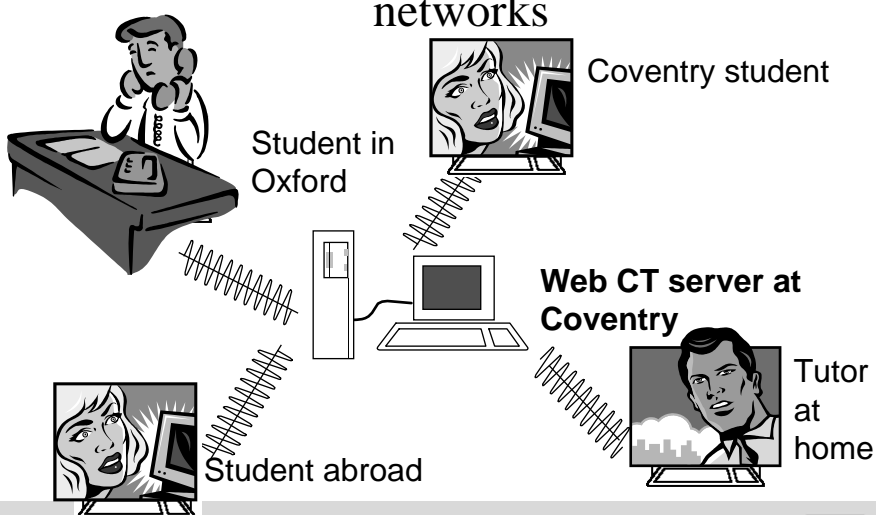 networks
Coventry student
Student in
Oxford
Web CT server at
Coventry
Tutor
at
home
Student abroad